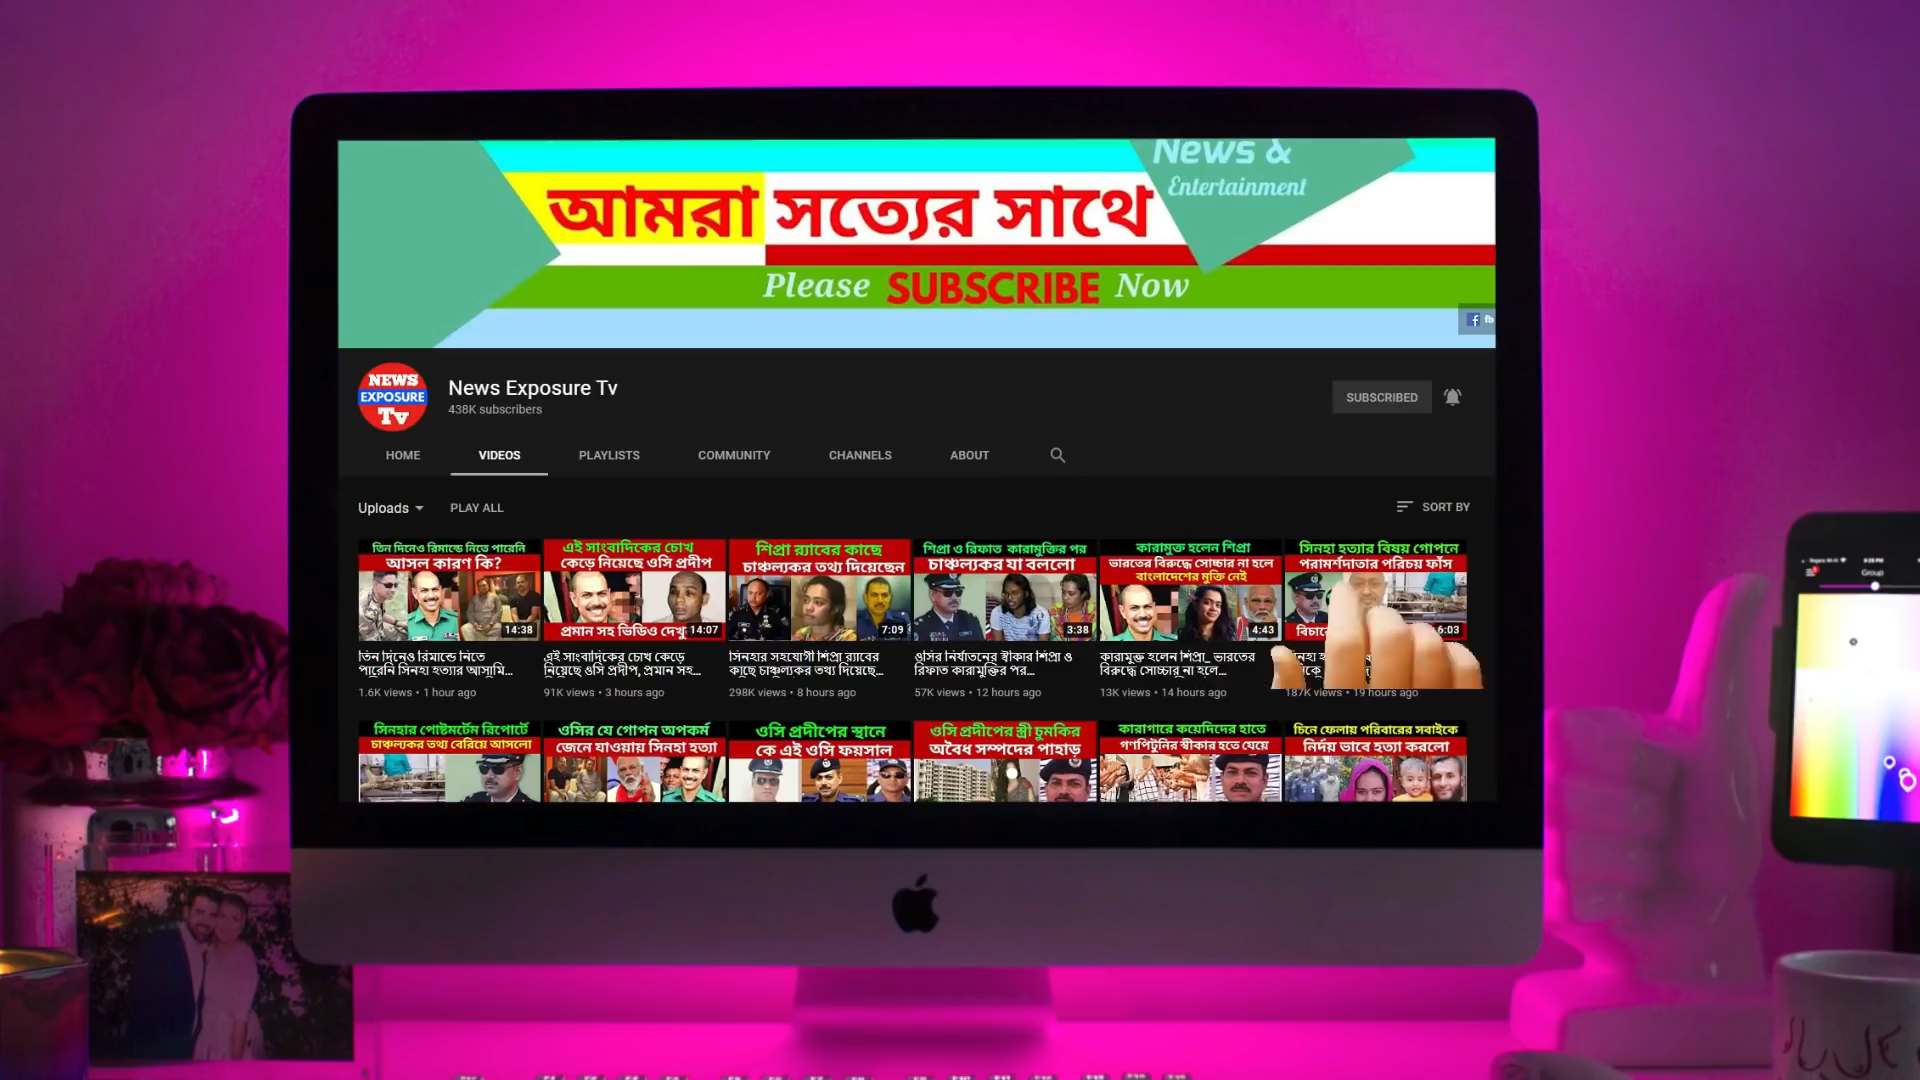 News &
Entertainment
আমরা সত্যের সাথে
Please SUBSCRIBE Now
fb
NEWS
EXPOSURE
Tv
News Exposure Tv
438K subscribers
SUBSCRIBED
HOME
VIDEOS
PLAYLISTS
COMMUNITY
CHANNELS
ABOUT
Uploads
PLAY ALL
SORT BY
তিন দিনেও রিমান্ডে নিতে পারেনি
আসল কারণ কি?
14:38
তিন দিনেও রিমান্ডে নিতে
পারেনি সিনহা হত্যার আসামি...
1.6K views • 1 hour ago
এই সাংবাদিকের চোখ
কেড়ে নিয়েছে ওসি প্রদীপ
প্রমান সহ ভিডিও দেখু
14:07
এই সাংবাদিকের চোখ কেড়ে
নিয়েছে ওসি প্রদীপ, প্রমান সহ...
91K views • 3 hours ago
শিপ্রা র‍্যাবের কাছে
চাঞ্চল্যকর তথ্য দিয়েছেন
7:09
সিনহার সহযোগী শিপ্রা র‍্যাবের
কাছে চাঞ্চল্যকর তথ্য দিয়েছে...
298K views • 8 hours ago
শিপ্রা ও রিফাত কারামুক্তির পর
চাঞ্চল্যকর যা বললো
3:38
ওসির নির্যাতনের স্বীকার শিপ্রা ও
রিফাত কারামুক্তির পর...
57K views • 12 hours ago
কারামুক্ত হলেন শিপ্রা
ভারতের বিরুদ্ধে সোচ্চার না হলে
বাংলাদেশের মুক্তি নেই
4:43
কারামুক্ত হলেন শিপ্রা_ ভারতের
বিরুদ্ধে সোচ্চার না হলে...
13K views • 14 hours ago
সিনহা হত্যার বিষয় গোপনে
পরামর্শদাতার পরিচয় ফাঁস
6:03
187K views • 19 hours ago
সিনহার পোষ্টমর্টেম রিপোর্টে
চাঞ্চল্যকর তথ্য বেরিয়ে আসলো
ওসির যে গোপন অপকর্ম
জেনে যাওয়ায় সিনহা হত্যা
ওসি প্রদীপের স্থানে
কে এই ওসি ফয়সাল
ওসি প্রদীপের স্ত্রী চুমকির
অবৈধ সম্পদের পাহাড়
কারাগারে কয়েদিদের হাতে
গণপিটুনির স্বীকার হতে যেয়ে
চিনে ফেলায় পরিবারের সবাইকে
নির্দয় ভাবে হত্যা করলো
Group